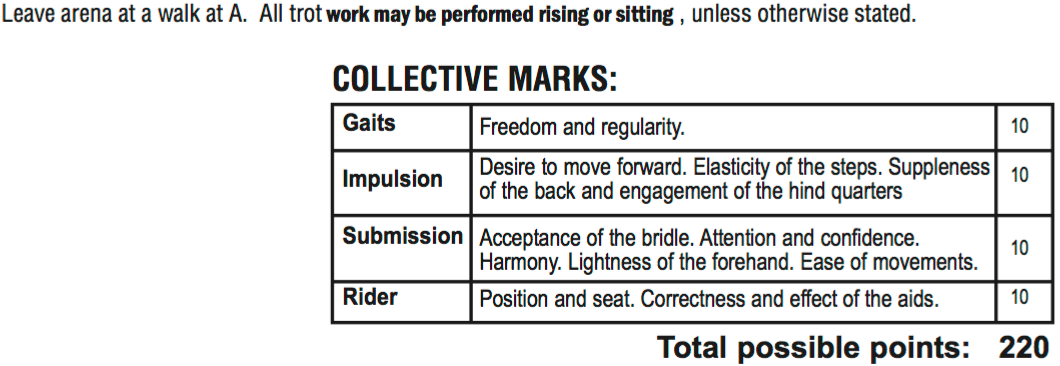 Leave arena at a walk at A. All trot work may be performed rising or sitting , unless otherwise stated.
COLLECTIVE MARKS:
Gaits Freedom and regularity. 10
Impulsion Desire to move forward. Elasticity of the steps. Suppleness of the back and engagement of the hind quarters 10
Submission Acceptance of the bridle. Attention and confidence. Harmony. Lightness of the forehand. Ease of movements. 10
Rider Position and seat. Correctness and effect of the aids. 10
Total possible points: 220